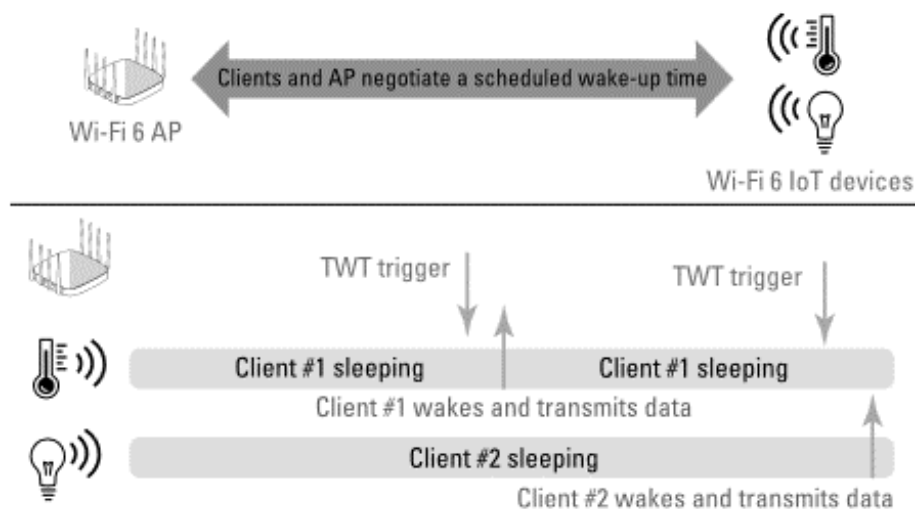 Clients and AP negotiate a scheduled wake-up time
Wi-Fi 6 AP
Wi-Fi 6 IoT devices
TWT trigger
TWT trigger
Client #1 sleeping
Client #1 sleeping
Client #1 wakes and transmits data
Client #2 sleeping
Client #2 wakes and transmits data